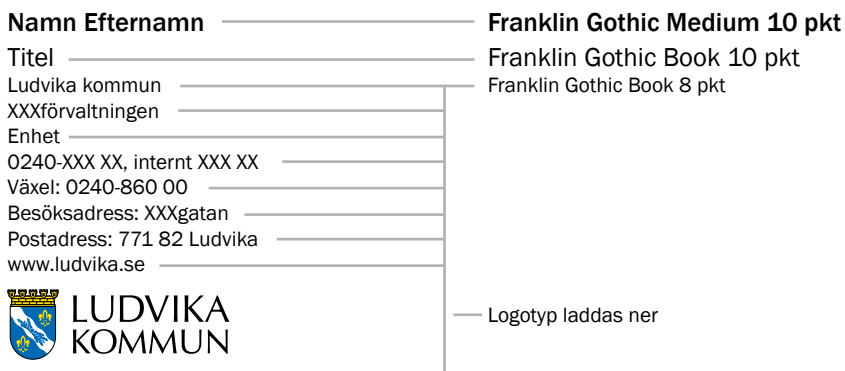 Namn Efternamn Franklin Gothic Medium 10 pkt
Titel Franklin Gothic Book 10 pkt
Ludvika kommun Franklin Gothic Book 8 pkt
XXXförvaltningen
Enhet
0240-XXX XX, internt XXX XX
Växel: 0240-860 00
Besöksadress: XXXgatan
Postadress: 771 82 Ludvika
www.ludvika.se
LUDVIKA
KOMMUN
Logotyp laddas ner